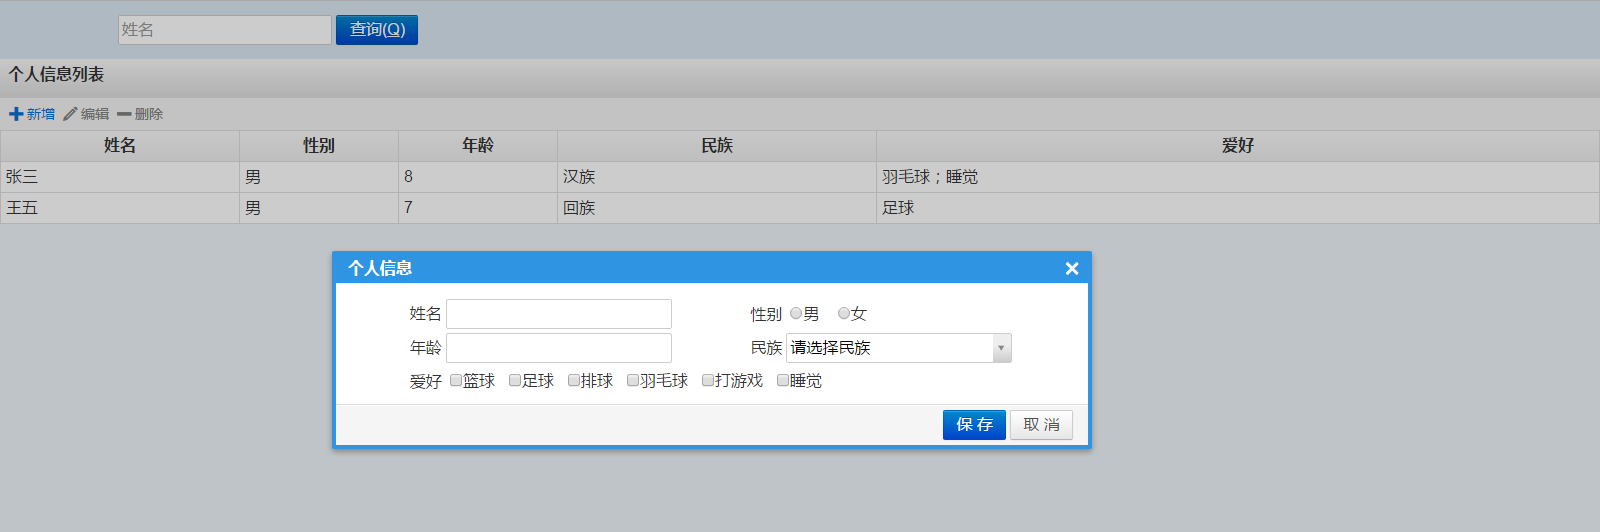 姓名 查询(Q)
个人信息列表
新增 编辑 删除
姓名 性别 年龄 民族 爱好
张三 男 8 汉族 羽毛球；睡觉
王五 男 7 回族 足球
个人信息
姓名 性别 男 女
年龄 民族 请选择民族
爱好 篮球 足球 排球 羽毛球 打游戏 睡觉
保 存 取 消